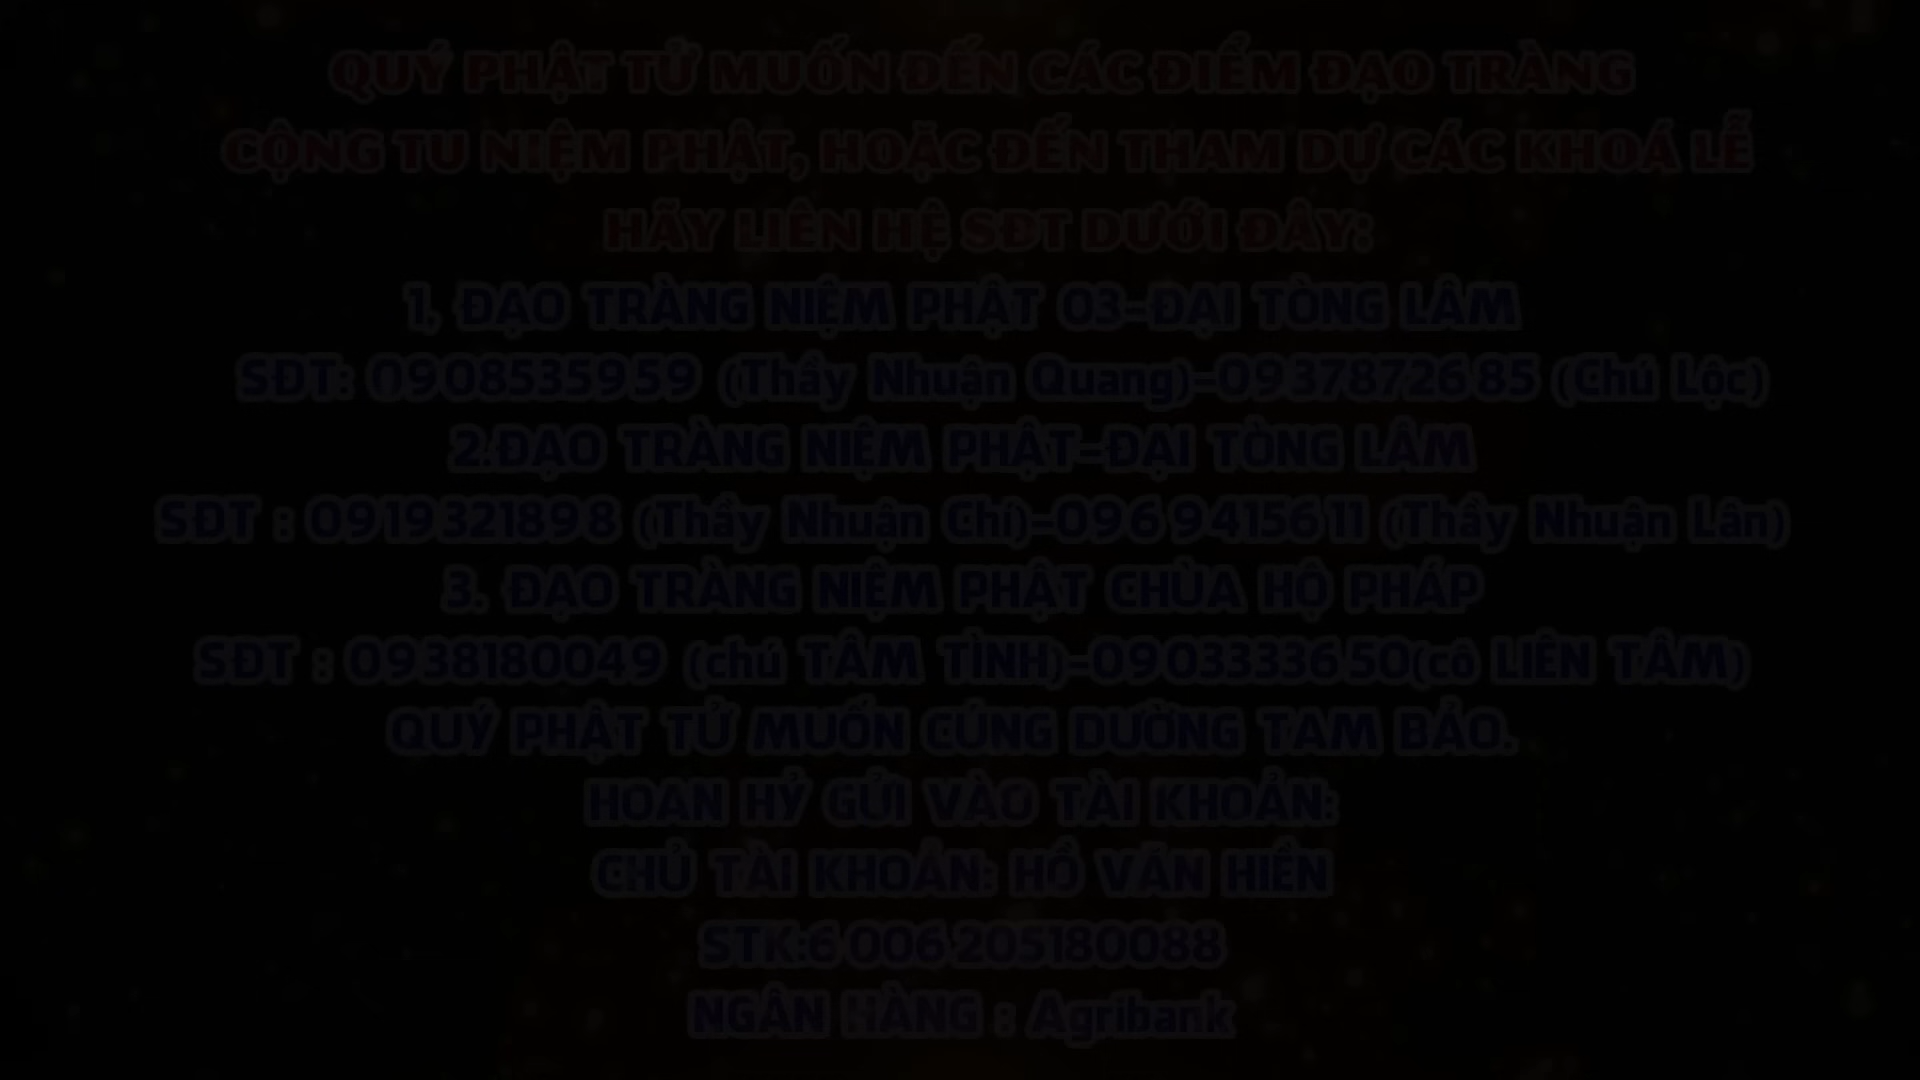 QUÝ PHẬT TỬ MUỐN ĐẾN CÁC ĐIỂM ĐẠO TRÀNG
CỘNG TU NIỆM PHẬT, HOẶC ĐẾN THAM DỰ CÁC KHOÁ LỄ
HÃY LIÊN HỆ SĐT DƯỚI ĐÂY:
1, ĐẠO TRÀNG NIỆM PHẬT 03-ĐẠI TÒNG LÂM
SĐT: 0908535959 (Thầy Nhuận Quang)-0937872685 (Chú Lộc)
2.ĐẠO TRÀNG NIỆM PHẬT-ĐẠI TÒNG LÂM
SĐT : 0919321898 (Thầy Nhuận Chí)-0969415611 (Thầy Nhuận Lân)
3. ĐẠO TRÀNG NIỆM PHẬT CHÙA HỘ PHÁP
SĐT : 0938180049 (chú TÂM TÌNH)-0903333650(cô LIÊN TÂM)
QUÝ PHẬT TỬ MUỐN CÚNG DƯỜNG TAM BẢO.
HOAN HỶ GỬI VÀO TÀI KHOẢN:
CHỦ TÀI KHOẢN: HỒ VĂN HIỀN
STK:6006205180088
NGÂN HÀNG : Agribank